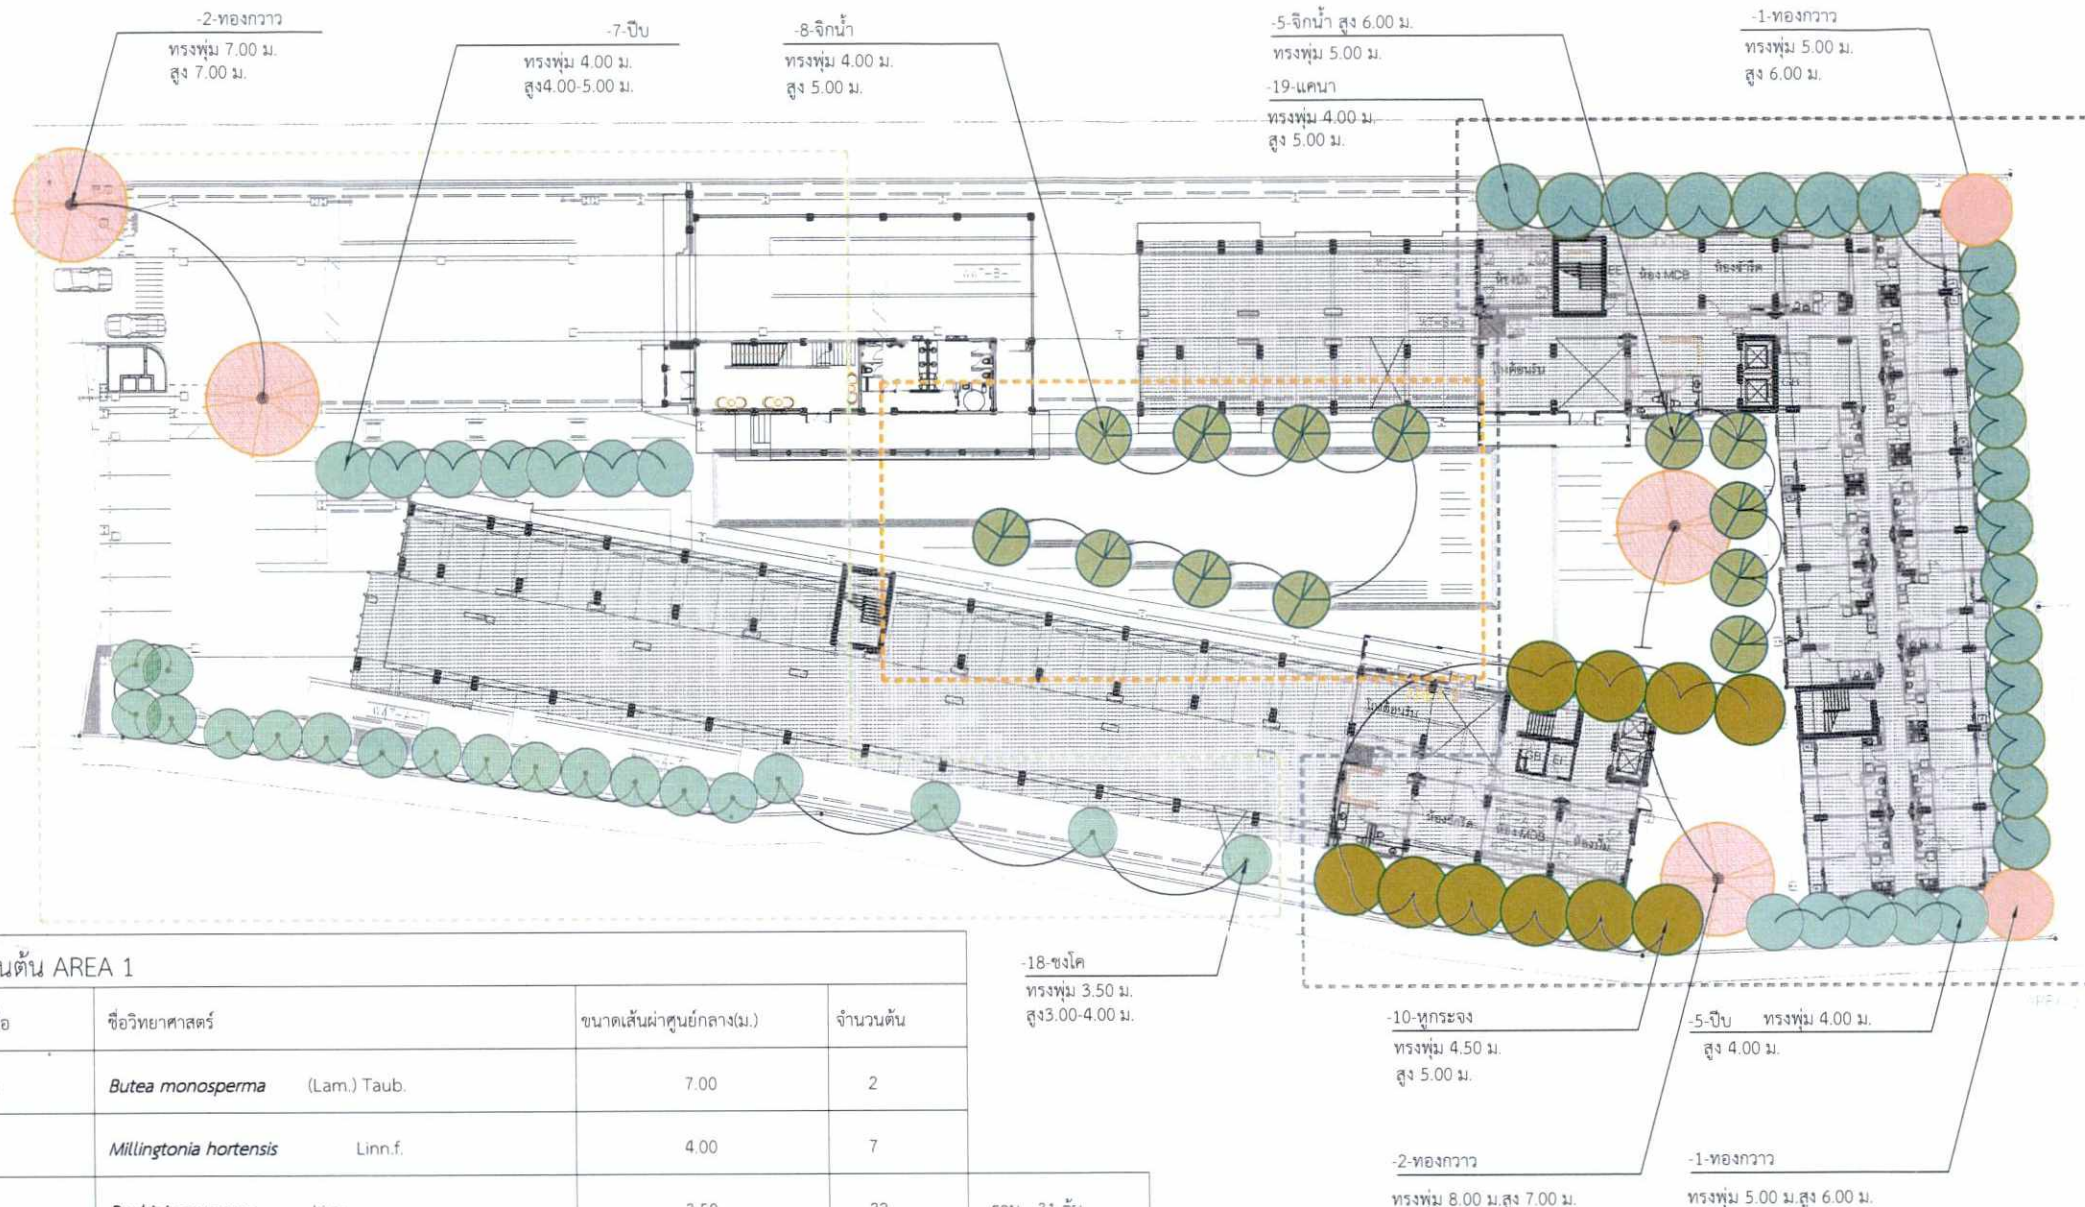 -2-ทองกวาว
ทรงพุ่ม 7.00 ม.
สูง 7.00 ม.
-7-ปีบ
ทรงพุ่ม 4.00 ม.
สูง4.00-5.00 ม.
-8-จิกน้ำ
ทรงพุ่ม 4.00 ม.
สูง 5.00 ม.
-5-จิกน้ำ สูง 6.00 ม.
ทรงพุ่ม 5.00 ม.
-19-แคนา
ทรงพุ่ม 4.00 ม.
สูง 5.00 ม.
-1-ทองกวาว
ทรงพุ่ม 5.00 ม.
สูง 6.00 ม.
ห้อง MDB
EE
-18-ชงโค
ทรงพุ่ม 3.50 ม.
สูง3.00-4.00 ม.
-10-หูกระจง
ทรงพุ่ม 4.50 ม.
สูง 5.00 ม.
-5-ปีบ ทรงพุ่ม 4.00 ม.
สูง 4.00 ม.
-2-ทองกวาว
ทรงพุ่ม 8.00 ม.สูง 7.00 ม.
-1-ทองกวาว
ทรงพุ่ม 5.00 ม.สูง 6.00 ม.
นต้น AREA 1
อ ชื่อวิทยาศาสตร์ ขนาดเส้นผ่าศูนย์กลาง(ม.) จำนวนต้น
Butea monosperma (Lam.) Taub. 7.00 2
Millingtonia hortensis Linn.f. 4.00 7